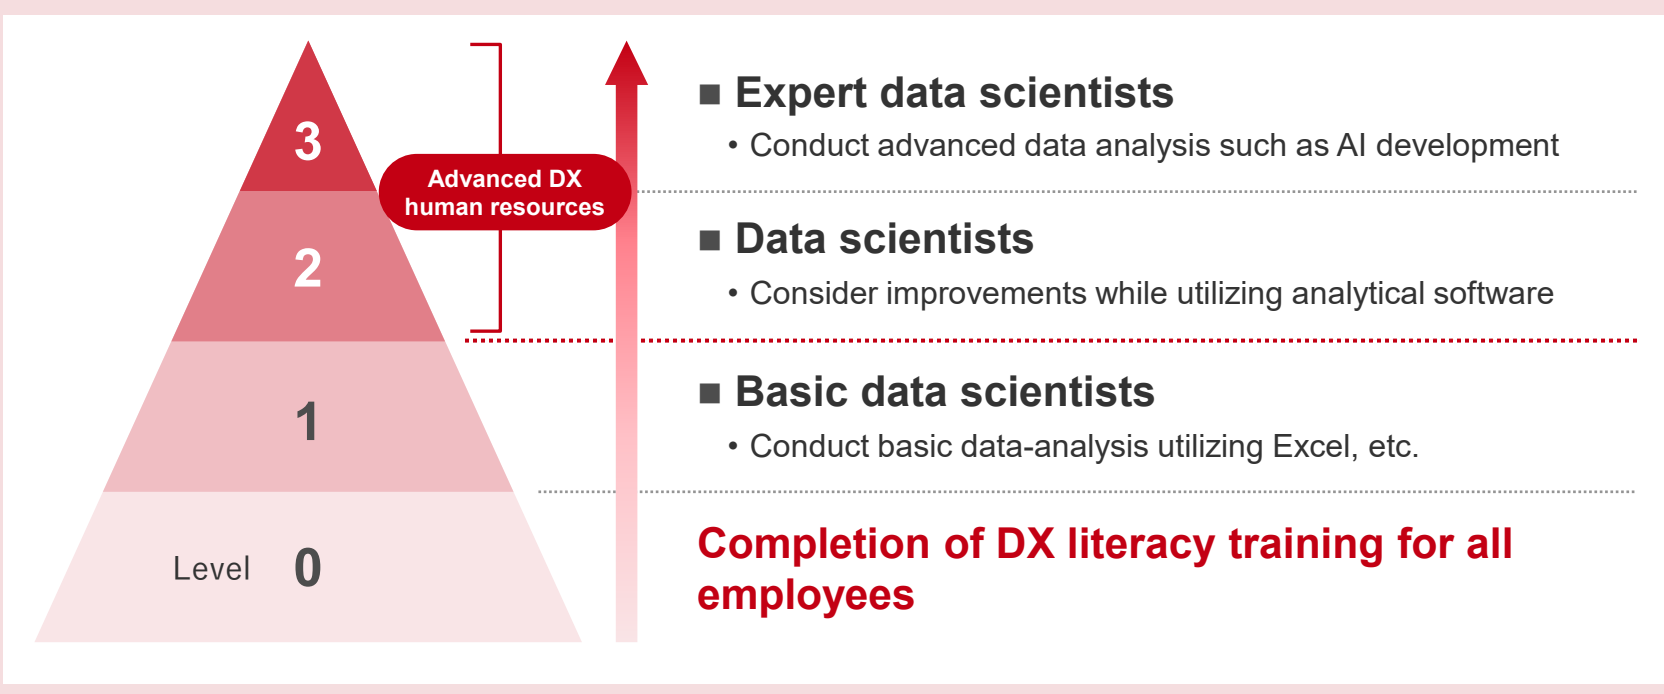 3
Advanced DX
human resources
2
1
Level 0
■ Expert data scientists
・Conduct advanced data analysis such as AI development
■ Data scientists
・Consider improvements while utilizing analytical software
■ Basic data scientists
・Conduct basic data-analysis utilizing Excel, etc.
Completion of DX literacy training for all
employees